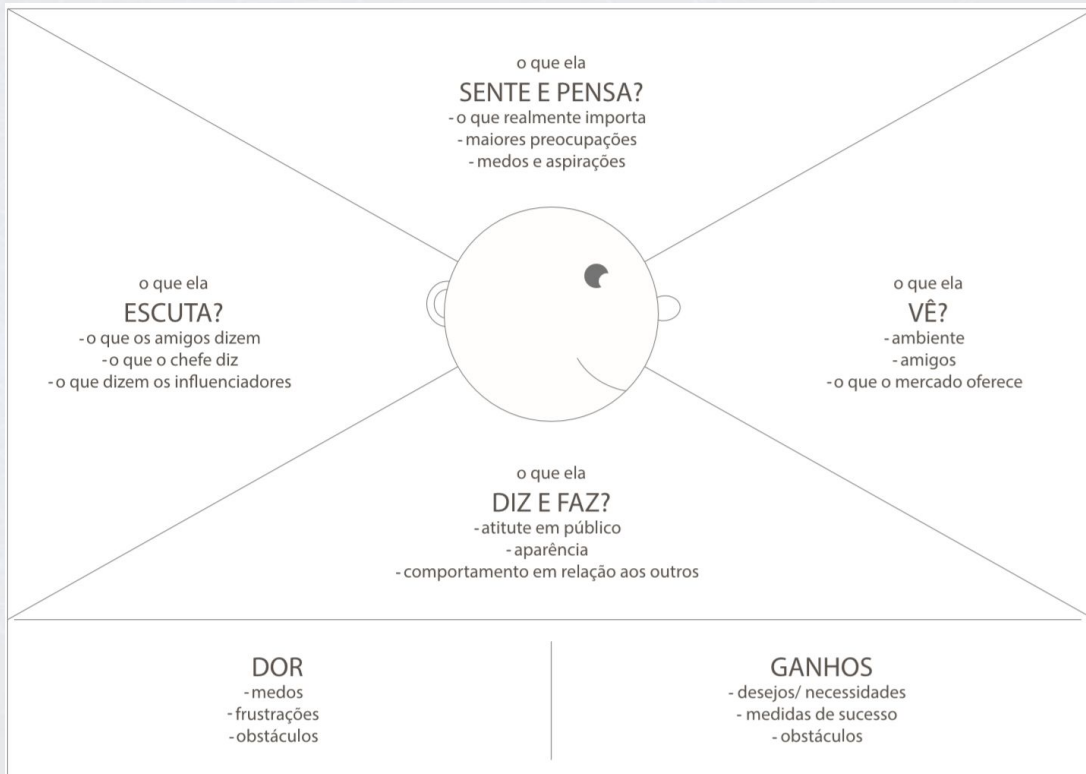 o que ela
SENTE E PENSA?
- o que realmente importa
- maiores preocupações
- medos e aspirações
o que ela
ESCUTA?
- o que os amigos dizem
- o que o chefe diz
- o que dizem os influenciadores
o que ela
VÊ?
- ambiente
- amigos
- o que o mercado oferece
o que ela
DIZ E FAZ?
- atitute em público
- aparência
- comportamento em relação aos outros
DOR
- medos
- frustrações
- obstáculos
GANHOS
- desejos/ necessidades
- medidas de sucesso
- obstáculos